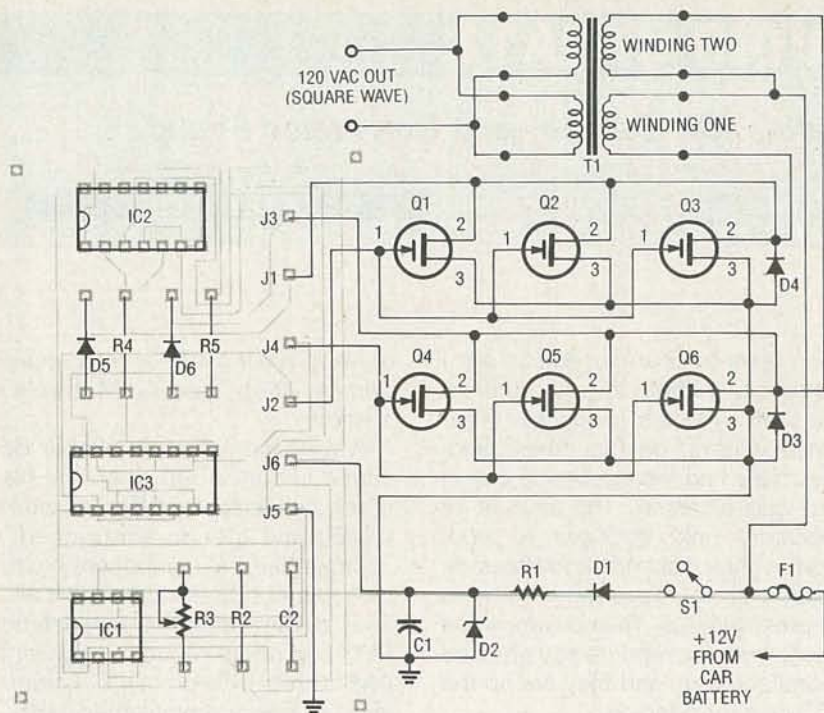 120 VAC OUT
(SQUARE WAVE)
WINDING TWO
WINDING ONE
T1
IC2
J3
Q1
Q2
Q3
1
2
3
1
2
3
1
2
3
J1
D4
D5
R4
D6
R5
J4
Q4
Q5
Q6
1
2
3
1
2
3
1
2
3
J2
D3
J6
IC3
J5
IC1
R3
R2
C2
C1
D2
R1
D1
S1
F1
+12V
FROM
CAR
BATTERY